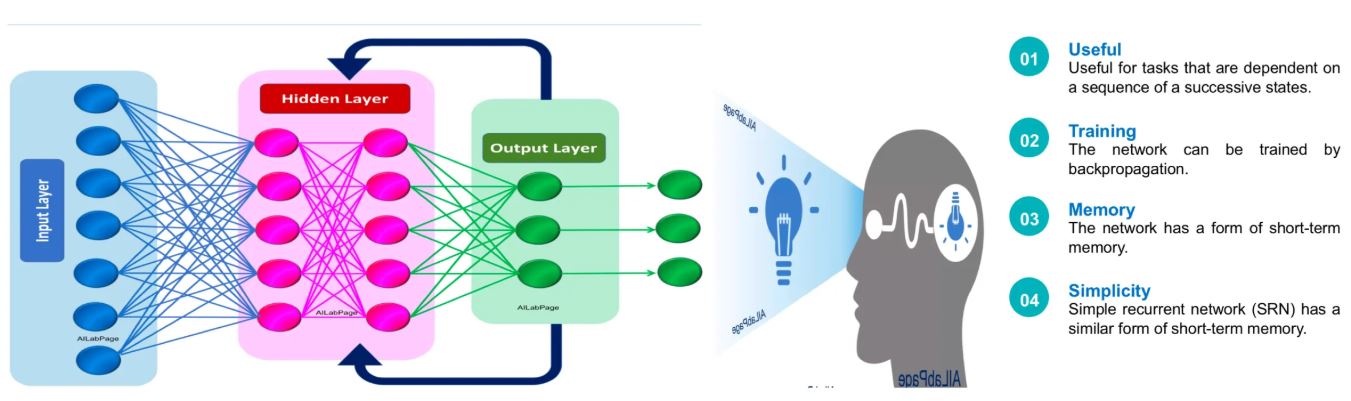 Input Layer
Hidden Layer
Output Layer
AILabPage
AILabPage
AILabPage
AILabPage
AILabPage
AILabPage
01
Useful
Useful for tasks that are dependent on
a sequence of a successive states.
02
Training
The network can be trained by
backpropagation.
03
Memory
The network has a form of short-term
memory.
04
Simplicity
Simple recurrent network (SRN) has a
similar form of short-term memory.